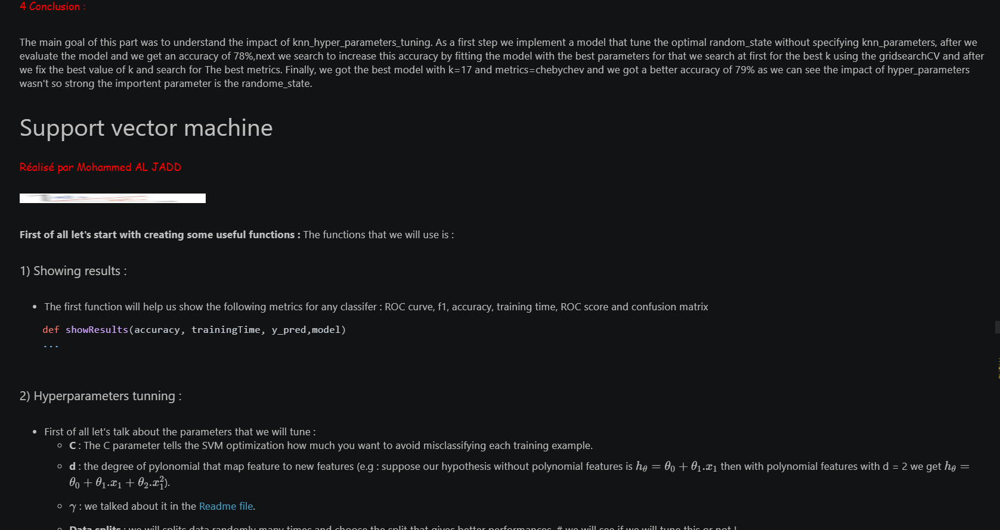 4 Conclusion :
The main goal of this part was to understand the impact of knn_hyper_parameters_tuning. As a first step we implement a model that tune the optimal random_state without specifying knn_parameters, after we
evaluate the model and we get an accuracy of 78%,next we search to increase this accuracy by fitting the model with the best parameters for that we search at first for the best k using the gridsearchCV and after
we fix the best value of k and search for The best metrics. Finally, we got the best model with k=17 and metrics=chebychev and we got a better accuracy of 79% as we can see the impact of hyper_parameters
wasn't so strong the importent parameter is the randome_state.
Support vector machine
Réalisé par Mohammed AL JADD
First of all let's start with creating some useful functions : The functions that we will use is :
1) Showing results :
• The first function will help us show the following metrics for any classifer : ROC curve, f1, accuracy, training time, ROC score and confusion matrix
def showResults(accuracy, trainingTime, y_pred,model)
...
2) Hyperparameters tunning :
• First of all let's talk about the parameters that we will tune :
◦ C : The C parameter tells the SVM optimization how much you want to avoid misclassifying each training example.
◦ d : the degree of pylonomial that map feature to new features (e.g : suppose our hypothesis without polynomial features is h_θ = θ_0 + θ_1.x_1 then with polynomial features with d = 2 we get h_θ =
θ_0 + θ_1.x_1 + θ_2.x_1^2).
◦ γ : we talked about it in the Readme file.
◦ Data splits : we will splits data randomly many times and choose the split that gives better performances. # we will see if we will tune this or not !